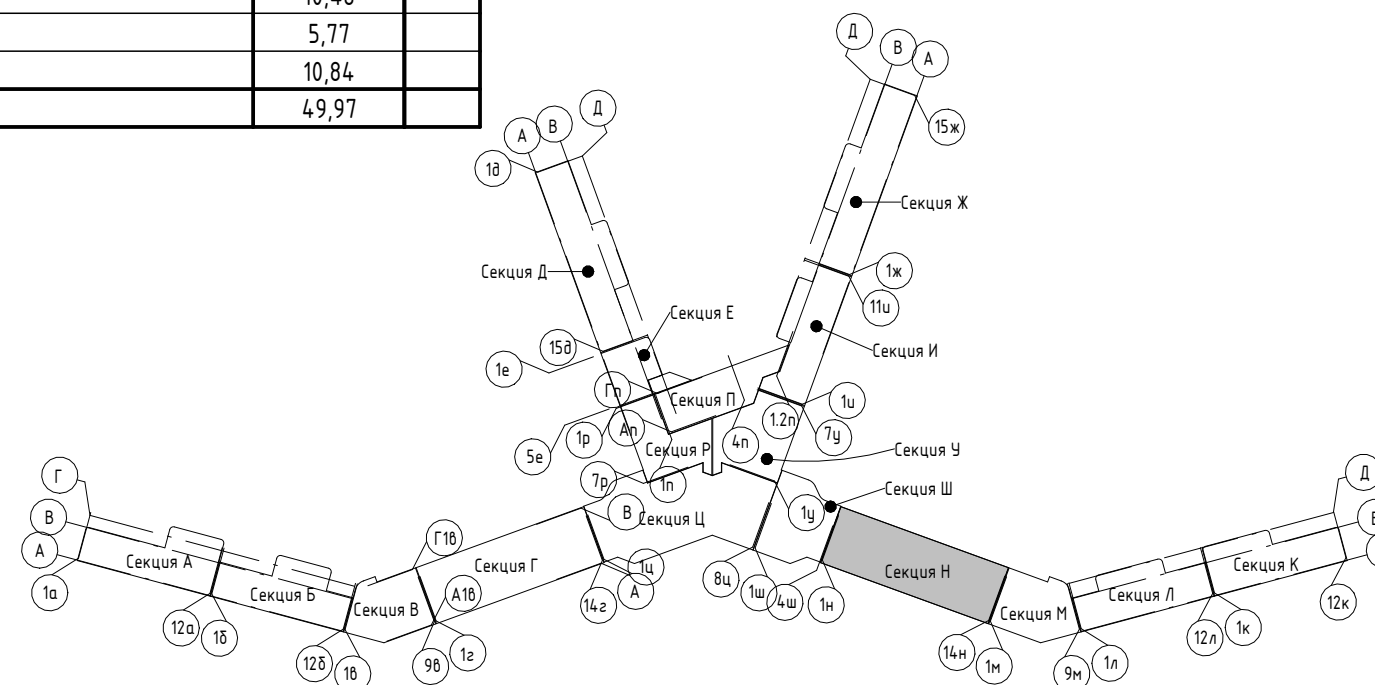 5,77
10,84
49,97
Д
В
А
15ж
Д
В
А
1д
Секция Ж
Секция Д
1ж
11и
Секция Е
15д
1е
Секция И
Гп
Секция П
1и
1.2п
7у
Ап
4п
1р
5е
Секция Р
Секция У
7р
1п
Секция Ш
Г
В
А
1а
Секция А
12а
1б
Секция Б
12б
1в
Секция В
Г1в
А1в
9в
1г
Секция Г
В
Секция Ц
1ц
А
14г
1у
8ц
1ш
4ш
1н
Секция Н
14н
1м
Секция М
9м
1л
Секция Л
12л
1к
Секция К
12к
Д